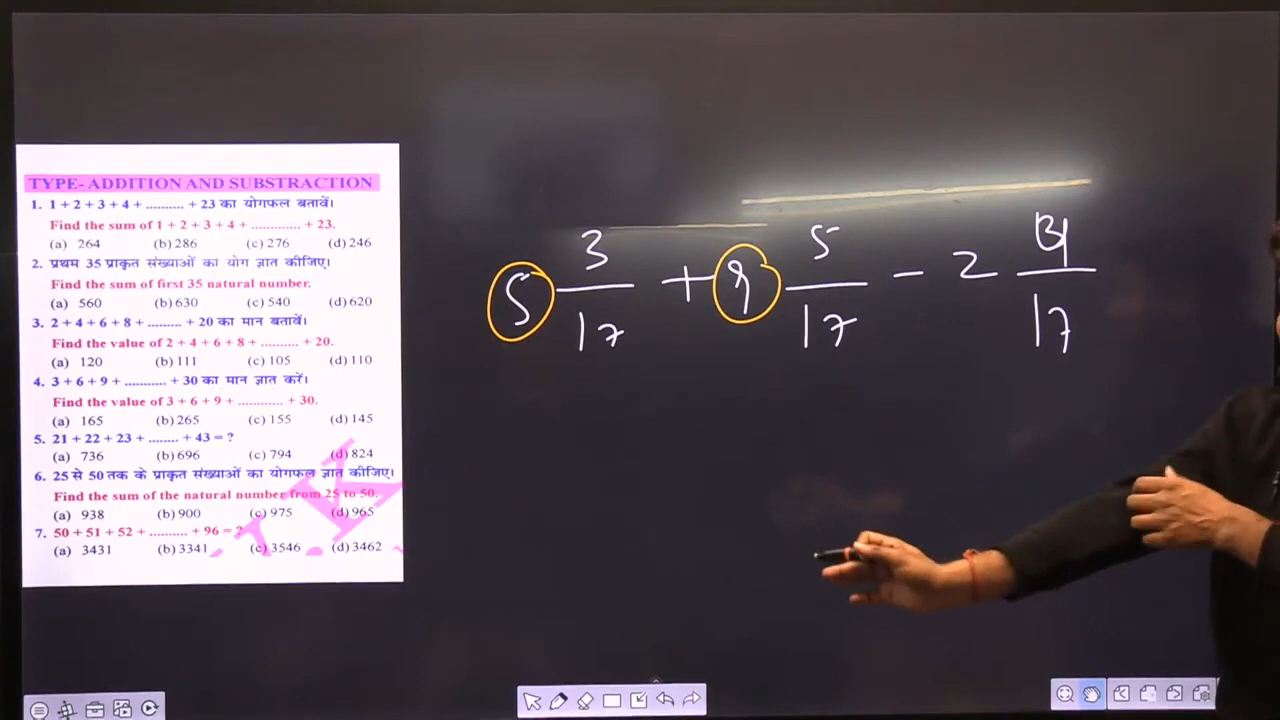 TYPE- ADDITION AND SUBSTRACTION
1. 1 + 2 + 3 + 4 + .......... + 23 का योगफल बतावें।
Find the sum of 1 + 2 + 3 + 4 + ............. + 23.
(a) 264 (b) 286 (c) 276 (d) 246
2. प्रथम 35 प्राकृत संख्याओं का योग ज्ञात कीजिए।
Find the sum of first 35 natural number.
(a) 560 (b) 630 (c) 540 (d) 620
3. 2 + 4 + 6 + 8 + ......... + 20 का मान बतावें।
Find the value of 2 + 4 + 6 + 8 + .......... + 20.
(a) 120 (b) 111 (c) 105 (d) 110
4. 3 + 6 + 9 + ........... + 30 का मान ज्ञात करें।
Find the value of 3 + 6 + 9 + ............ + 30.
(a) 165 (b) 265 (c) 155 (d) 145
5. 21 + 22 + 23 + ........ + 43 = ?
(a) 736 (b) 696 (c) 794 (d) 824
6. 25 से 50 तक के प्राकृत संख्याओं का योगफल ज्ञात कीजिए।
Find the sum of the natural number from 25 to 50.
(a) 938 (b) 900 (c) 975 (d) 965
7. 50 + 51 + 52 + .......... + 96 = ?
(a) 3431 (b) 3341 (c) 3546 (d) 3462
3 5
5 + 9 - 2
17 17 17